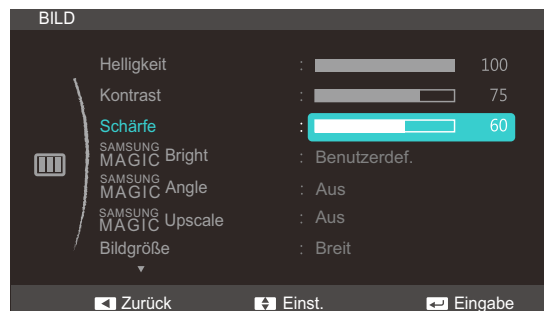 BILD
Helligkeit : 100
Kontrast : 75
Schärfe : 60
SAMSUNG MAGIC Bright : Benutzerdef.
SAMSUNG MAGIC Angle : Aus
SAMSUNG MAGIC Upscale : Aus
Bildgröße : Breit
Zurück Einst. Eingabe